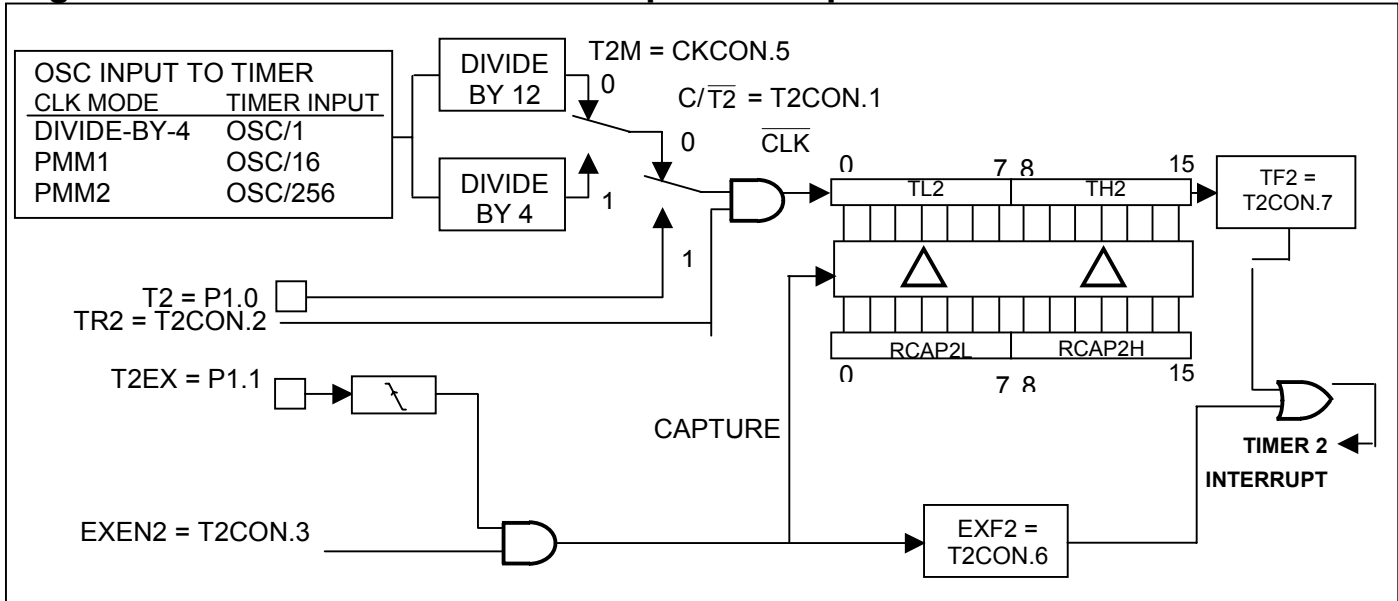 OSC INPUT TO TIMER
CLK MODE TIMER INPUT
DIVIDE-BY-4 OSC/1
PMM1 OSC/16
PMM2 OSC/256
DIVIDE
BY 12
DIVIDE
BY 4
T2M = CKCON.5
0
1
C/T2 = T2CON.1
0
1
CLK
0 7 8 15
TL2 TH2
TF2 =
T2CON.7
T2 = P1.0
TR2 = T2CON.2
RCAP2L RCAP2H
0 7 8 15
T2EX = P1.1
CAPTURE
TIMER 2
INTERRUPT
EXEN2 = T2CON.3
EXF2 =
T2CON.6